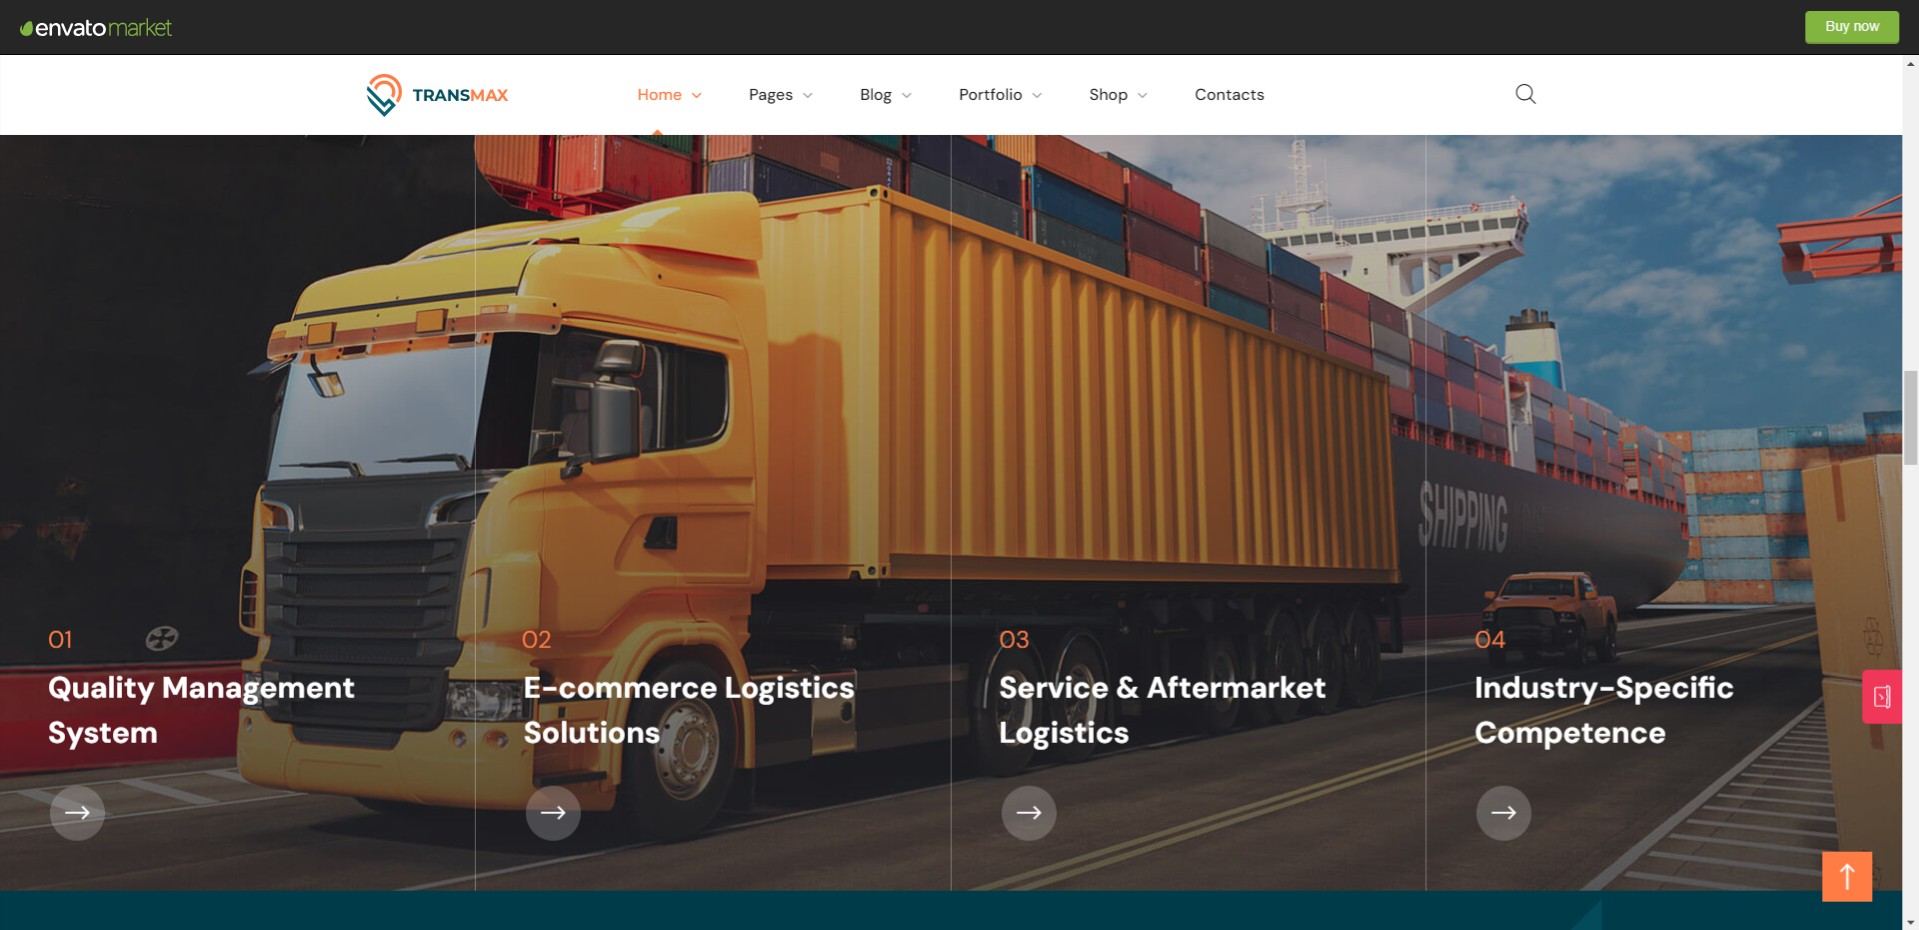 envato market
Buy now
TRANSMAX
Home
Pages
Blog
Portfolio
Shop
Contacts
SHIPPING
01
Quality Management
System
02
E-commerce Logistics
Solutions
03
Service & Aftermarket
Logistics
04
Industry-Specific
Competence